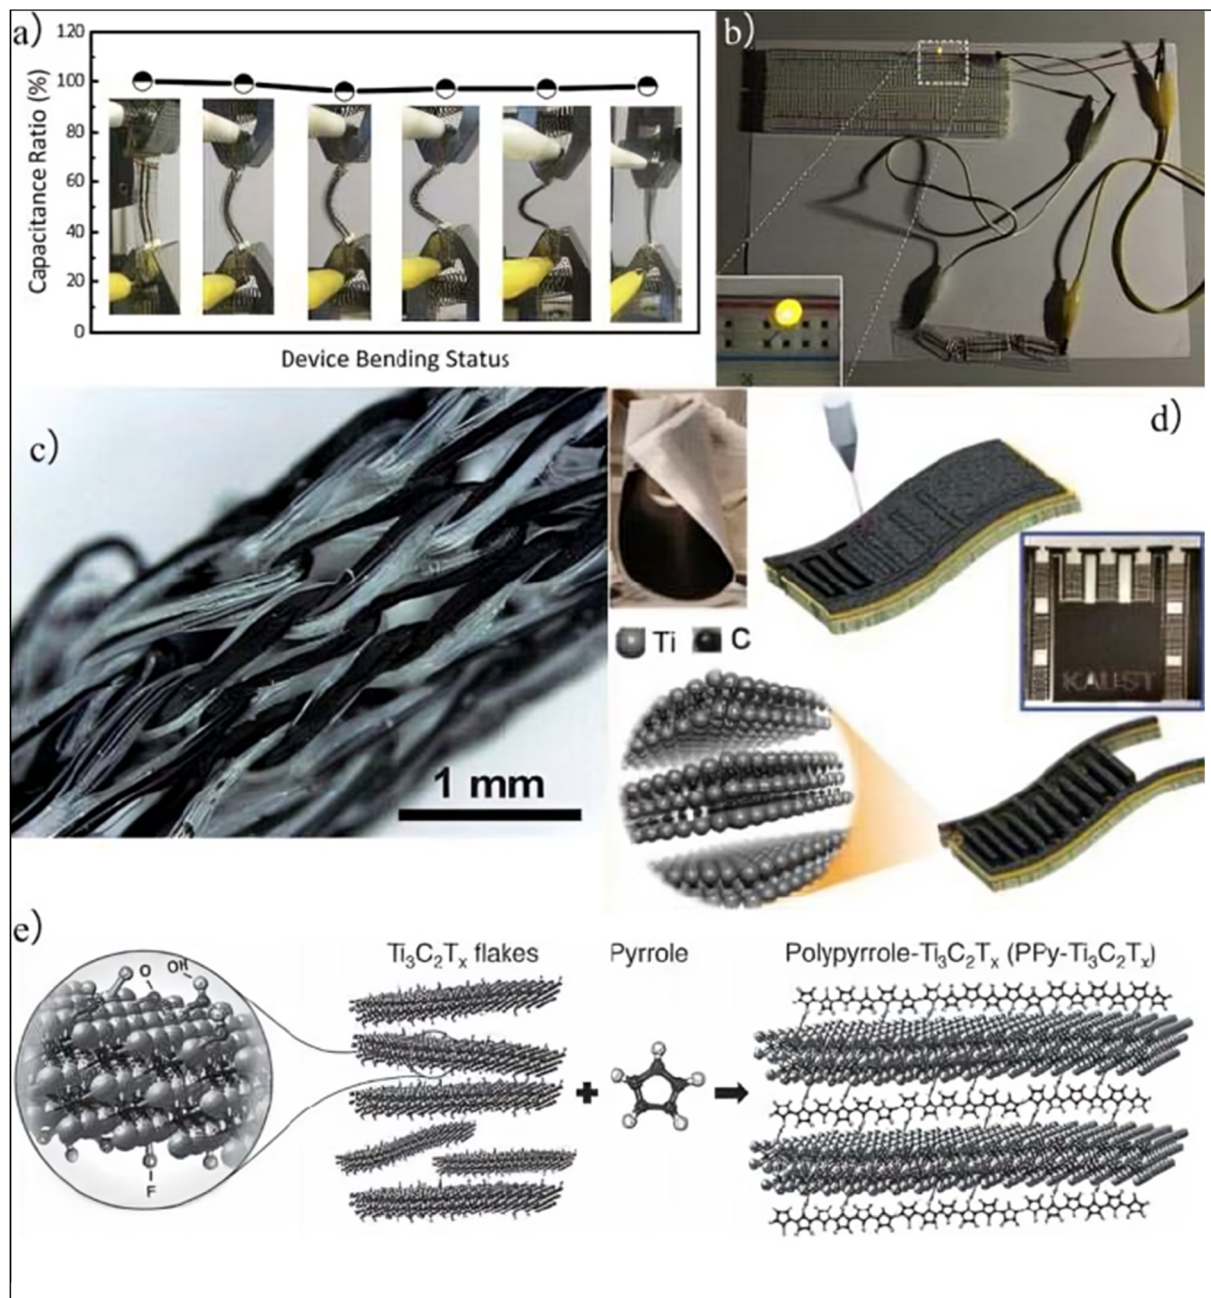 a)
120
100
80
60
40
20
0
Capacitance Ratio (%)
Device Bending Status
b)
c)
1 mm
d)
Ti C
KAUST
e)
Ti₃C₂Tₓ flakes
Pyrrole
Polypyrrole-Ti₃C₂Tₓ (PPy-Ti₃C₂Tₓ)
O
OH
F
+